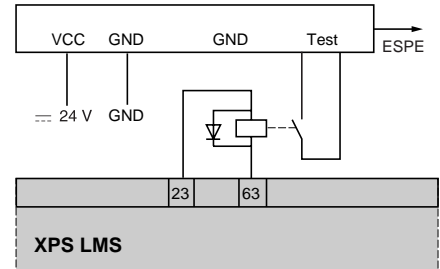 VCC GND GND Test
ESPE
⎓ 24 V GND
23 63
XPS LMS